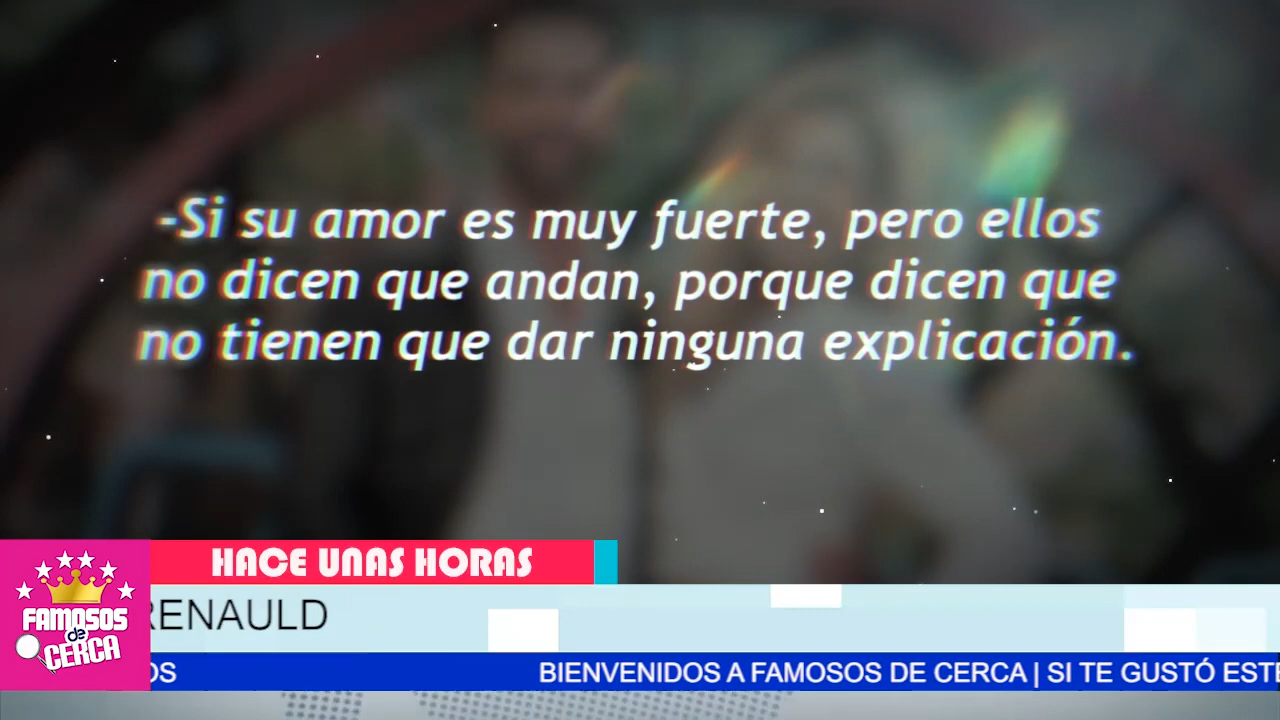 -Si su amor es muy fuerte, pero ellos
no dicen que andan, porque dicen que
no tienen que dar ninguna explicación.
HACE UNAS HORAS
RENAULD
FAMOSOS
de
CERCA
OS
BIENVENIDOS A FAMOSOS DE CERCA | SI TE GUSTÓ ESTE